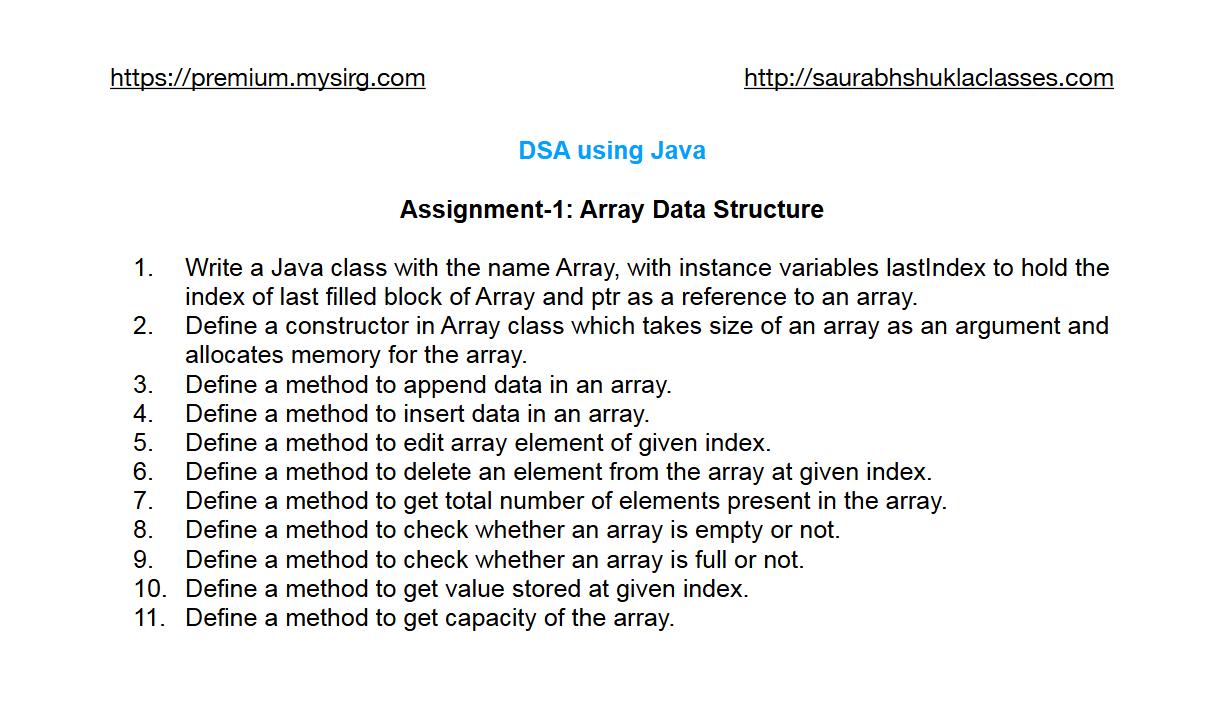 https://premium.mysirg.com http://saurabhshuklaclasses.com
DSA using Java
Assignment-1: Array Data Structure
1. Write a Java class with the name Array, with instance variables lastIndex to hold the
index of last filled block of Array and ptr as a reference to an array.
2. Define a constructor in Array class which takes size of an array as an argument and
allocates memory for the array.
3. Define a method to append data in an array.
4. Define a method to insert data in an array.
5. Define a method to edit array element of given index.
6. Define a method to delete an element from the array at given index.
7. Define a method to get total number of elements present in the array.
8. Define a method to check whether an array is empty or not.
9. Define a method to check whether an array is full or not.
10. Define a method to get value stored at given index.
11. Define a method to get capacity of the array.